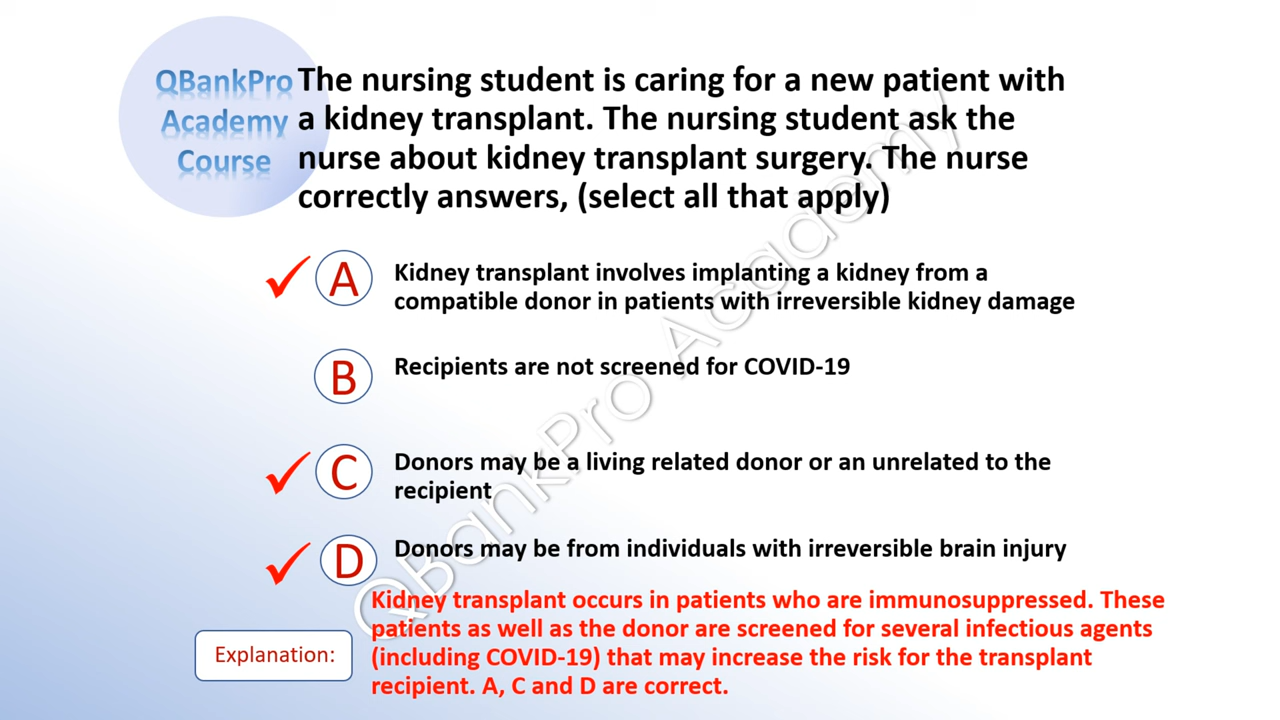 QBankPro
Academy
Course
The nursing student is caring for a new patient with
a kidney transplant. The nursing student ask the
nurse about kidney transplant surgery. The nurse
correctly answers, (select all that apply)
A
Kidney transplant involves implanting a kidney from a
compatible donor in patients with irreversible kidney damage
B
Recipients are not screened for COVID-19
C
Donors may be a living related donor or an unrelated to the
recipient
D
Donors may be from individuals with irreversible brain injury
Explanation:
Kidney transplant occurs in patients who are immunosuppressed. These
patients as well as the donor are screened for several infectious agents
(including COVID-19) that may increase the risk for the transplant
recipient. A, C and D are correct.
QBankPro Academy